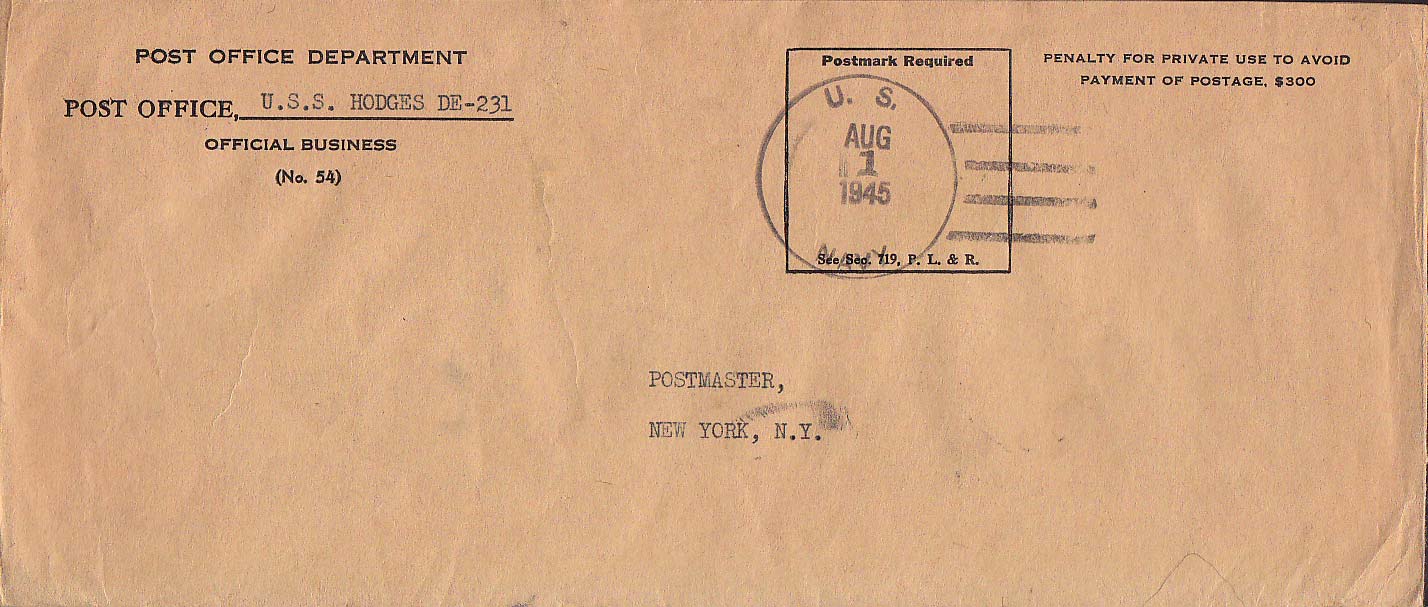 POST OFFICE DEPARTMENT
POST OFFICE, U.S.S. HODGES DE-231
OFFICIAL BUSINESS
(No. 54)
Postmark Required
U. S.
AUG
1
1945
NAVY
See Sec. 719, P. L. & R.
PENALTY FOR PRIVATE USE TO AVOID
PAYMENT OF POSTAGE, $300
POSTMASTER,
NEW YORK, N.Y.